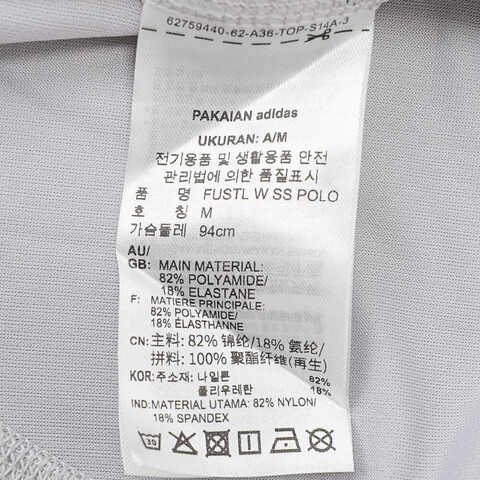 62759440-62-A36-TOP-S14A-3
PAKAIAN adidas
UKURAN: A/M
전기용품 및 생활용품 안전
관리법에 의한 품질표시
품 명 FUSTL W SS POLO
호 칭 M
가슴둘레 94cm
AU/
GB: MAIN MATERIAL:
82% POLYAMIDE/
18% ELASTANE
F: MATIERE PRINCIPALE:
82% POLYAMIDE/
18% ÉLASTHANNE
CN: 主料: 82% 锦纶/18% 氨纶/
拼料: 100% 聚酯纤维(再生)
KOR: 주소재: 나일론 82%
폴리우레탄 18%
IND:MATERIAL UTAMA: 82% NYLON/
18% SPANDEX
30